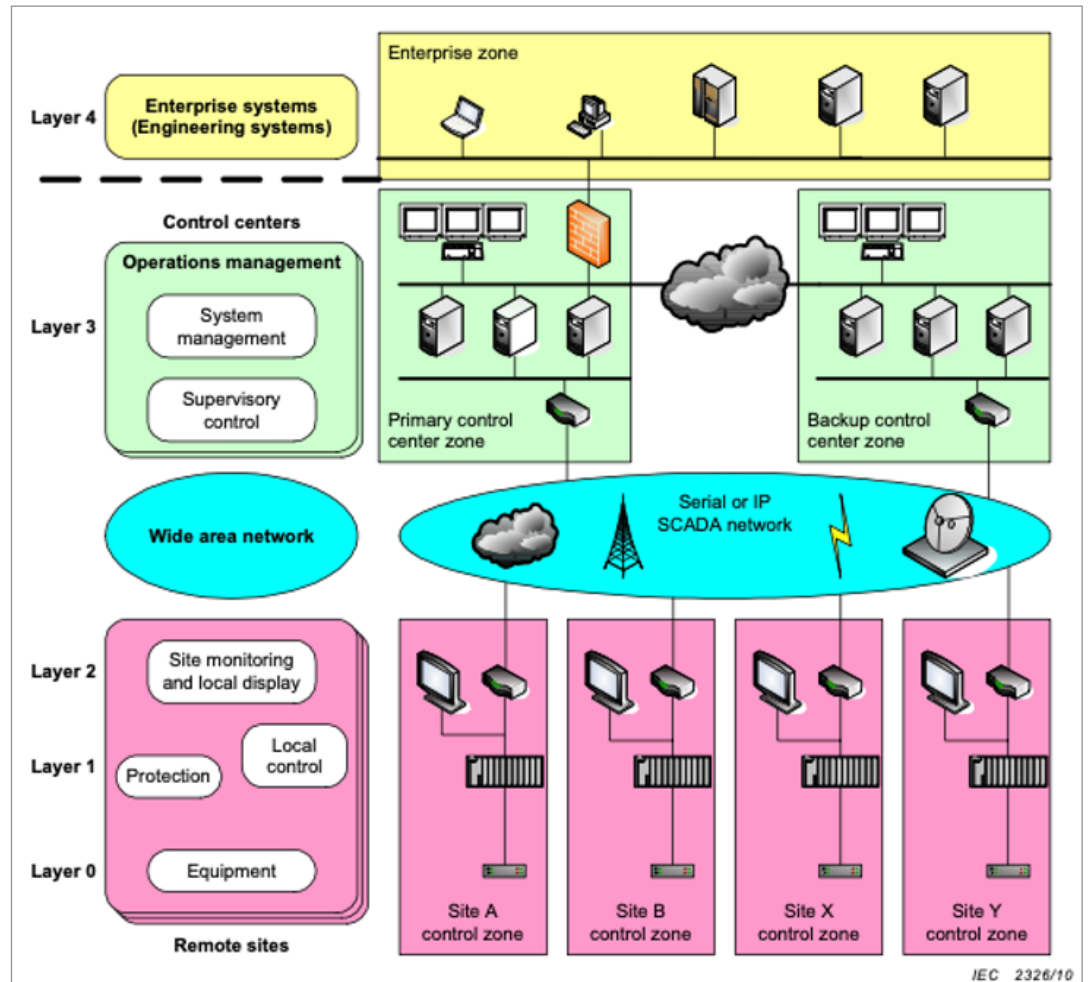 Enterprise zone
Layer 4
Enterprise systems
(Engineering systems)
Control centers
Operations management
Layer 3
System
management
Supervisory
control
Primary control
center zone
Backup control
center zone
Wide area network
Serial or IP
SCADA network
Layer 2
Site monitoring
and local display
Layer 1
Local
control
Protection
Layer 0
Equipment
Remote sites
Site A
control zone
Site B
control zone
Site X
control zone
Site Y
control zone
IEC 2326/10